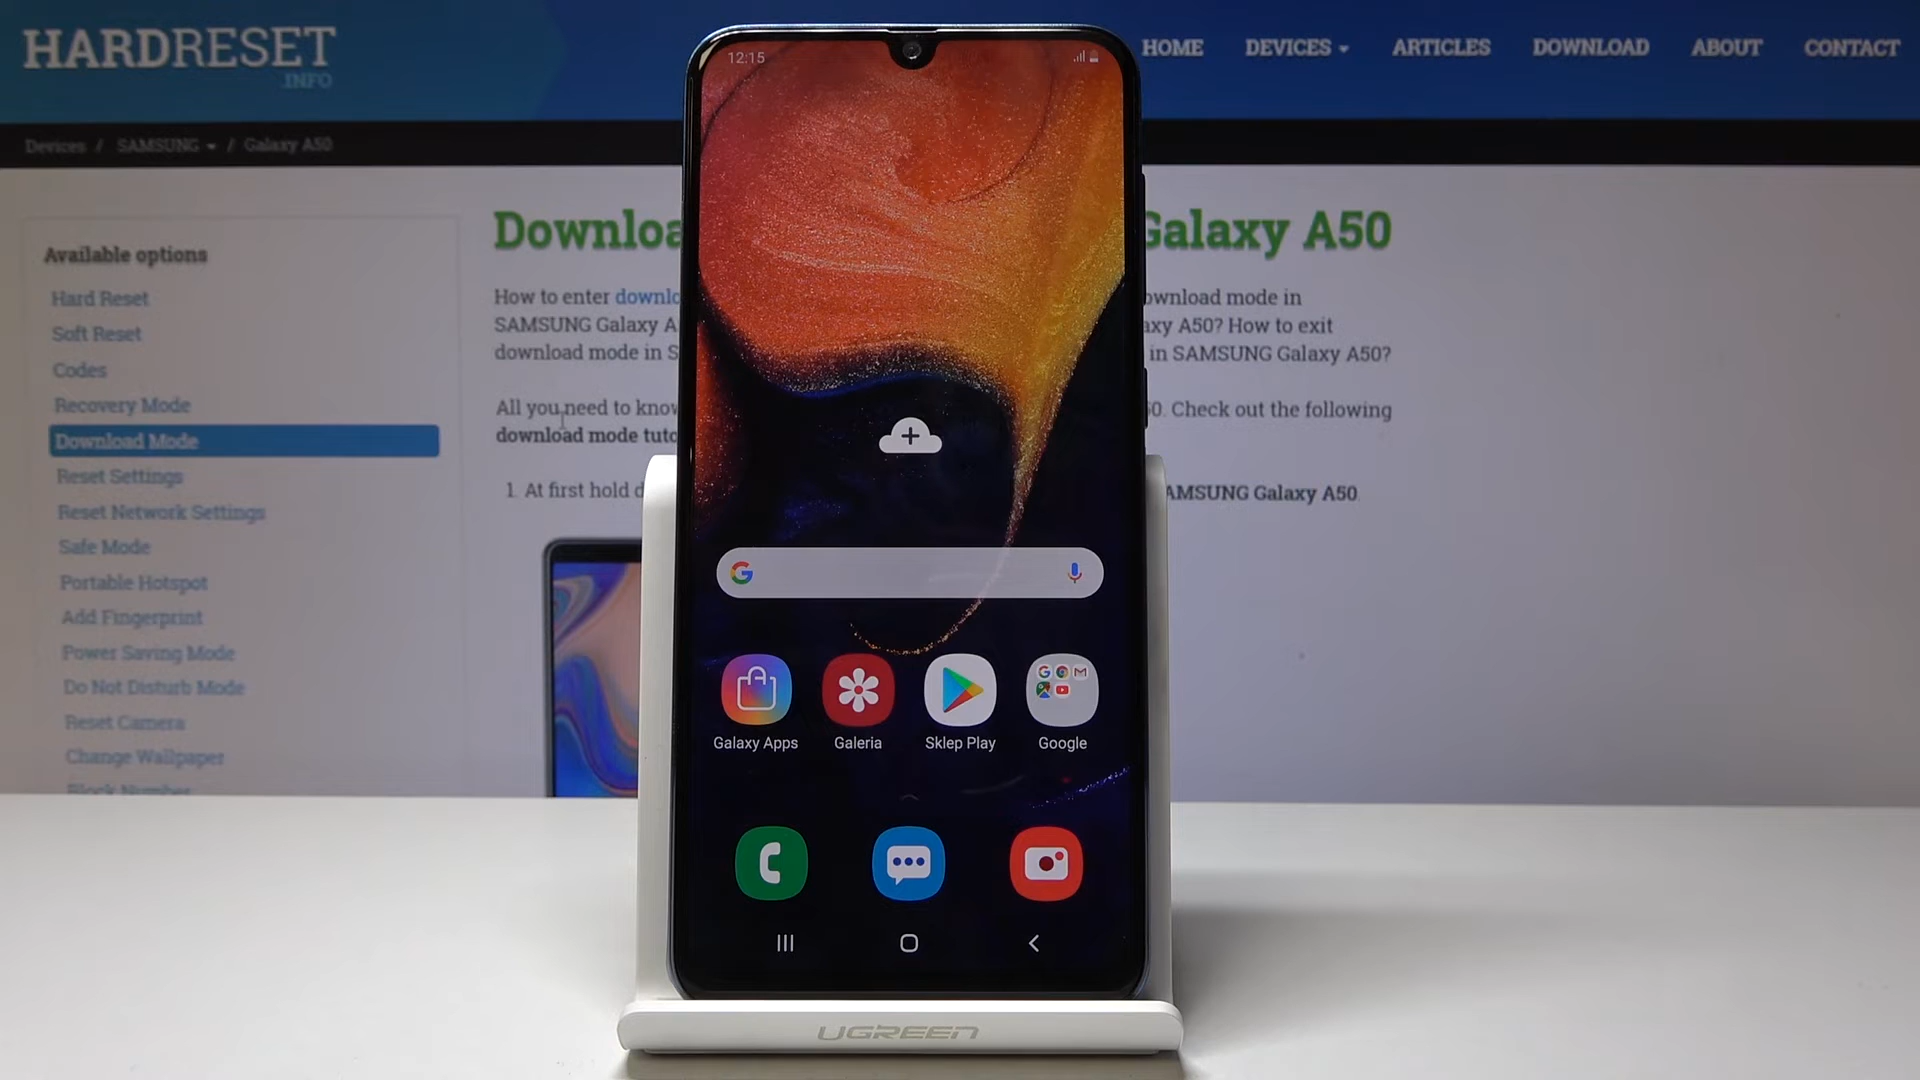 HARDRESET
.INFO
HOME DEVICES ARTICLES DOWNLOAD ABOUT CONTACT
Devices / SAMSUNG / Galaxy A50
Available options
Hard Reset
Soft Reset
Codes
Recovery Mode
Download Mode
Reset Settings
Reset Network Settings
Safe Mode
Portable Hotspot
Add Fingerprint
Power Saving Mode
Do Not Disturb Mode
Reset Camera
Change Wallpaper
Block Number
Downloa Galaxy A50
How to enter downlo ownload mode in
SAMSUNG Galaxy A axy A50? How to exit
download mode in S in SAMSUNG Galaxy A50?
All you need to know 50. Check out the following
download mode tuto
1. At first hold d AMSUNG Galaxy A50.
12:15
Galaxy Apps Galeria Sklep Play Google
UGREEN